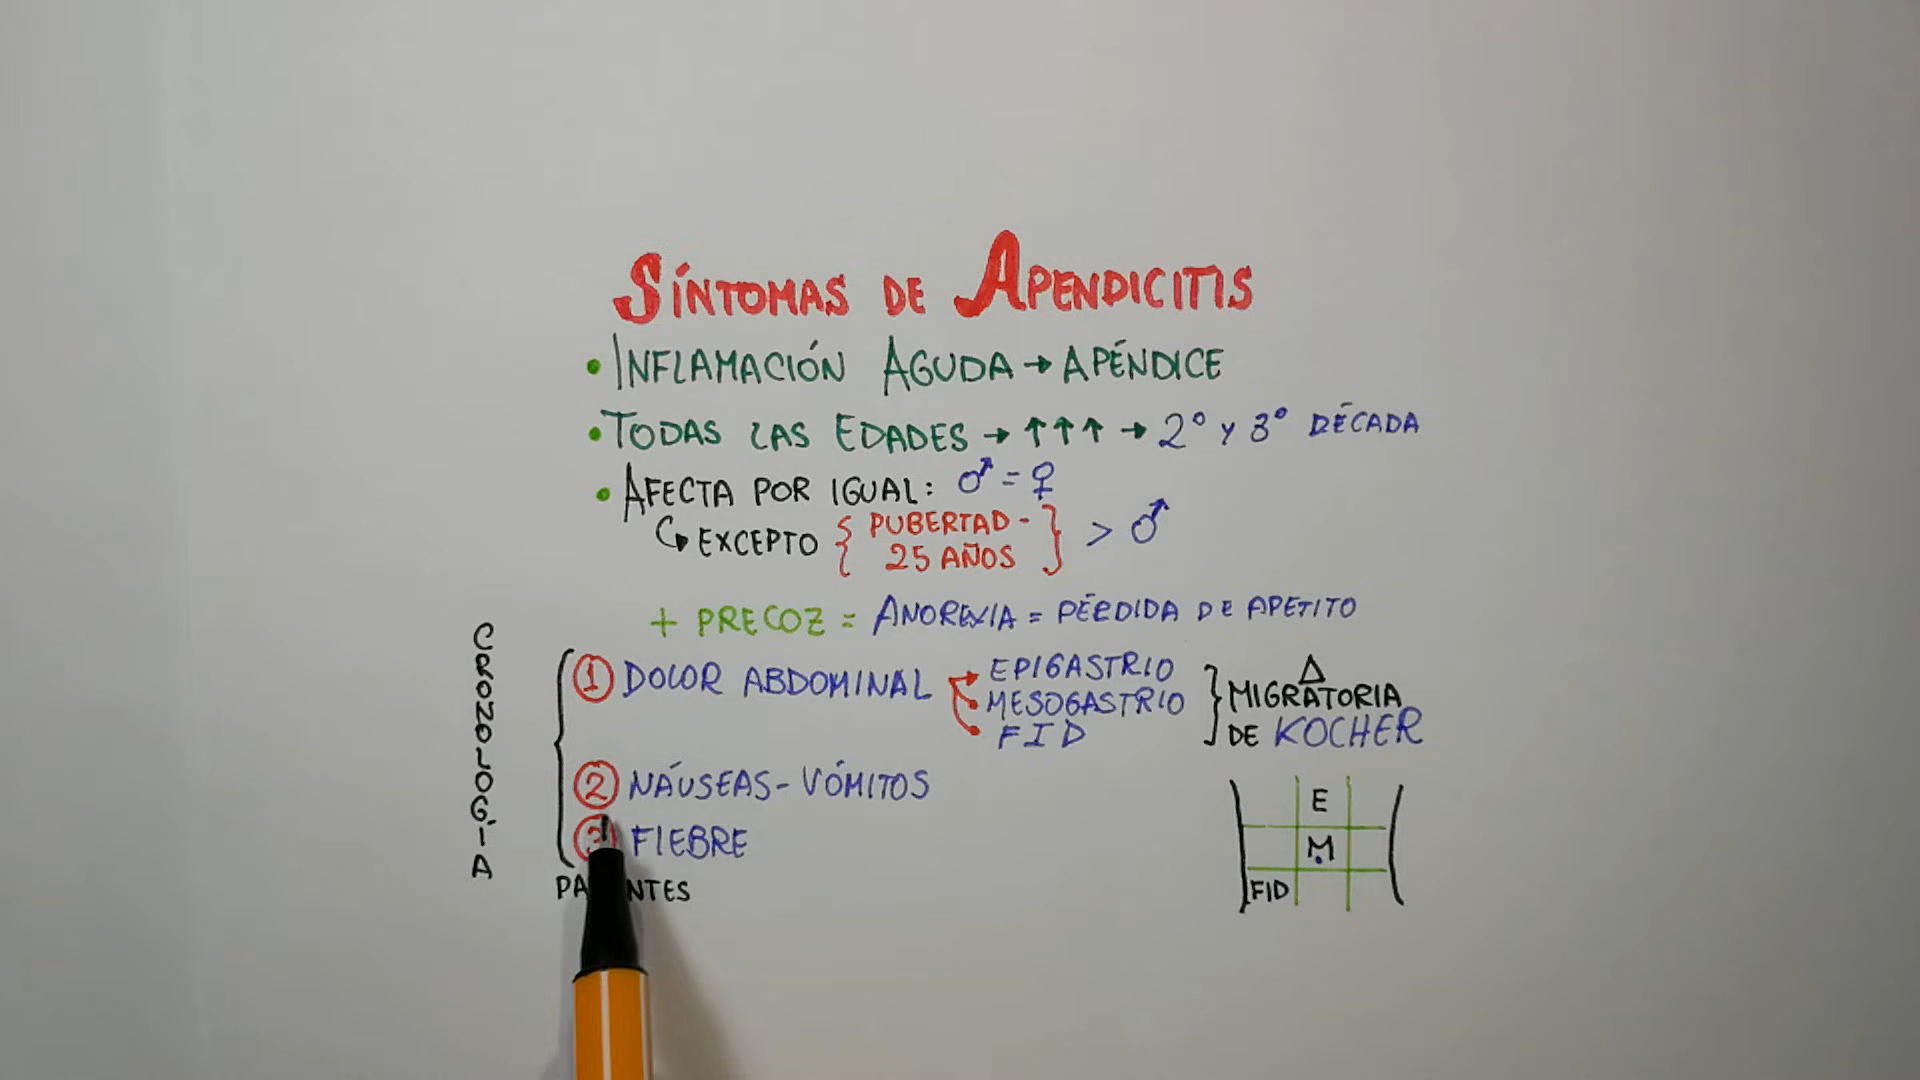 SÍNTOMAS DE APENDICITIS
• INFLAMACIÓN AGUDA → APÉNDICE
• TODAS LAS EDADES → ↑↑↑ → 2° Y 3° DÉCADA
• AFECTA POR IGUAL: ♂ = ♀
↳ EXCEPTO { PUBERTAD -
25 AÑOS } > ♂
+ PRECOZ = ANOREXIA = PÉRDIDA DE APETITO
CRONOLOGÍA
① DOLOR ABDOMINAL → EPIGASTRIO
MESOGASTRIO
FID
Δ
MIGRATORIA
DE KOCHER
② NÁUSEAS - VÓMITOS
③ FIEBRE
E
M
FID